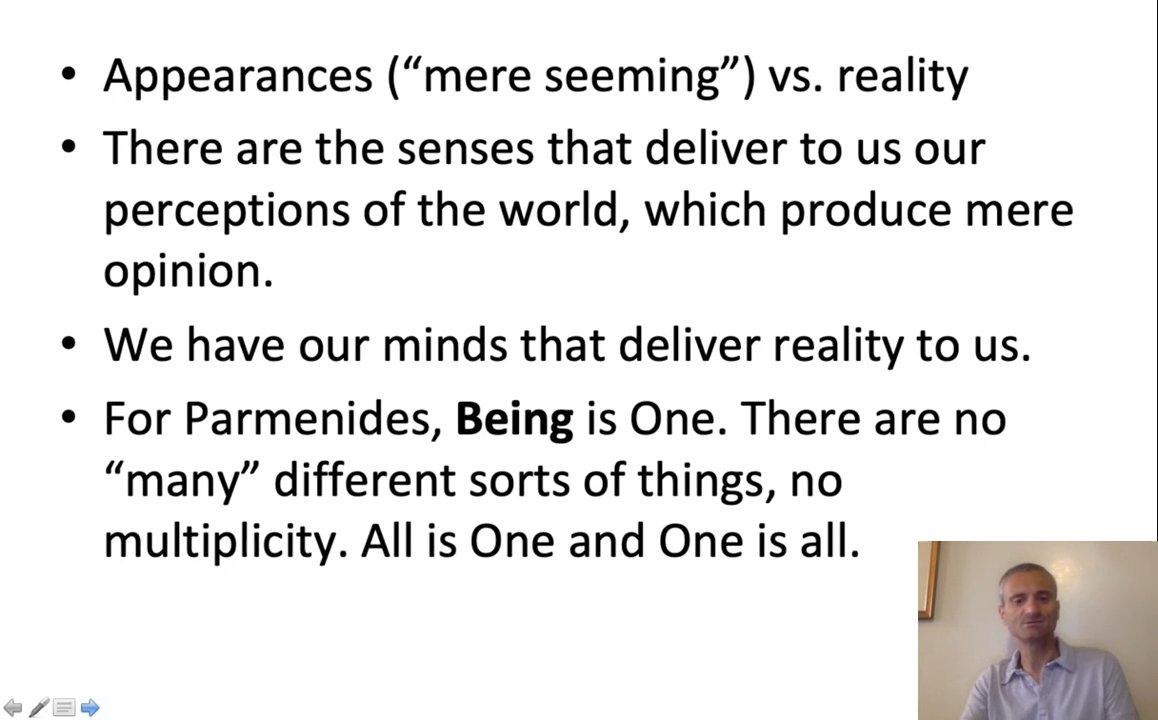 • Appearances (“mere seeming”) vs. reality
• There are the senses that deliver to us our
perceptions of the world, which produce mere
opinion.
• We have our minds that deliver reality to us.
• For Parmenides, Being is One. There are no
“many” different sorts of things, no
multiplicity. All is One and One is all.